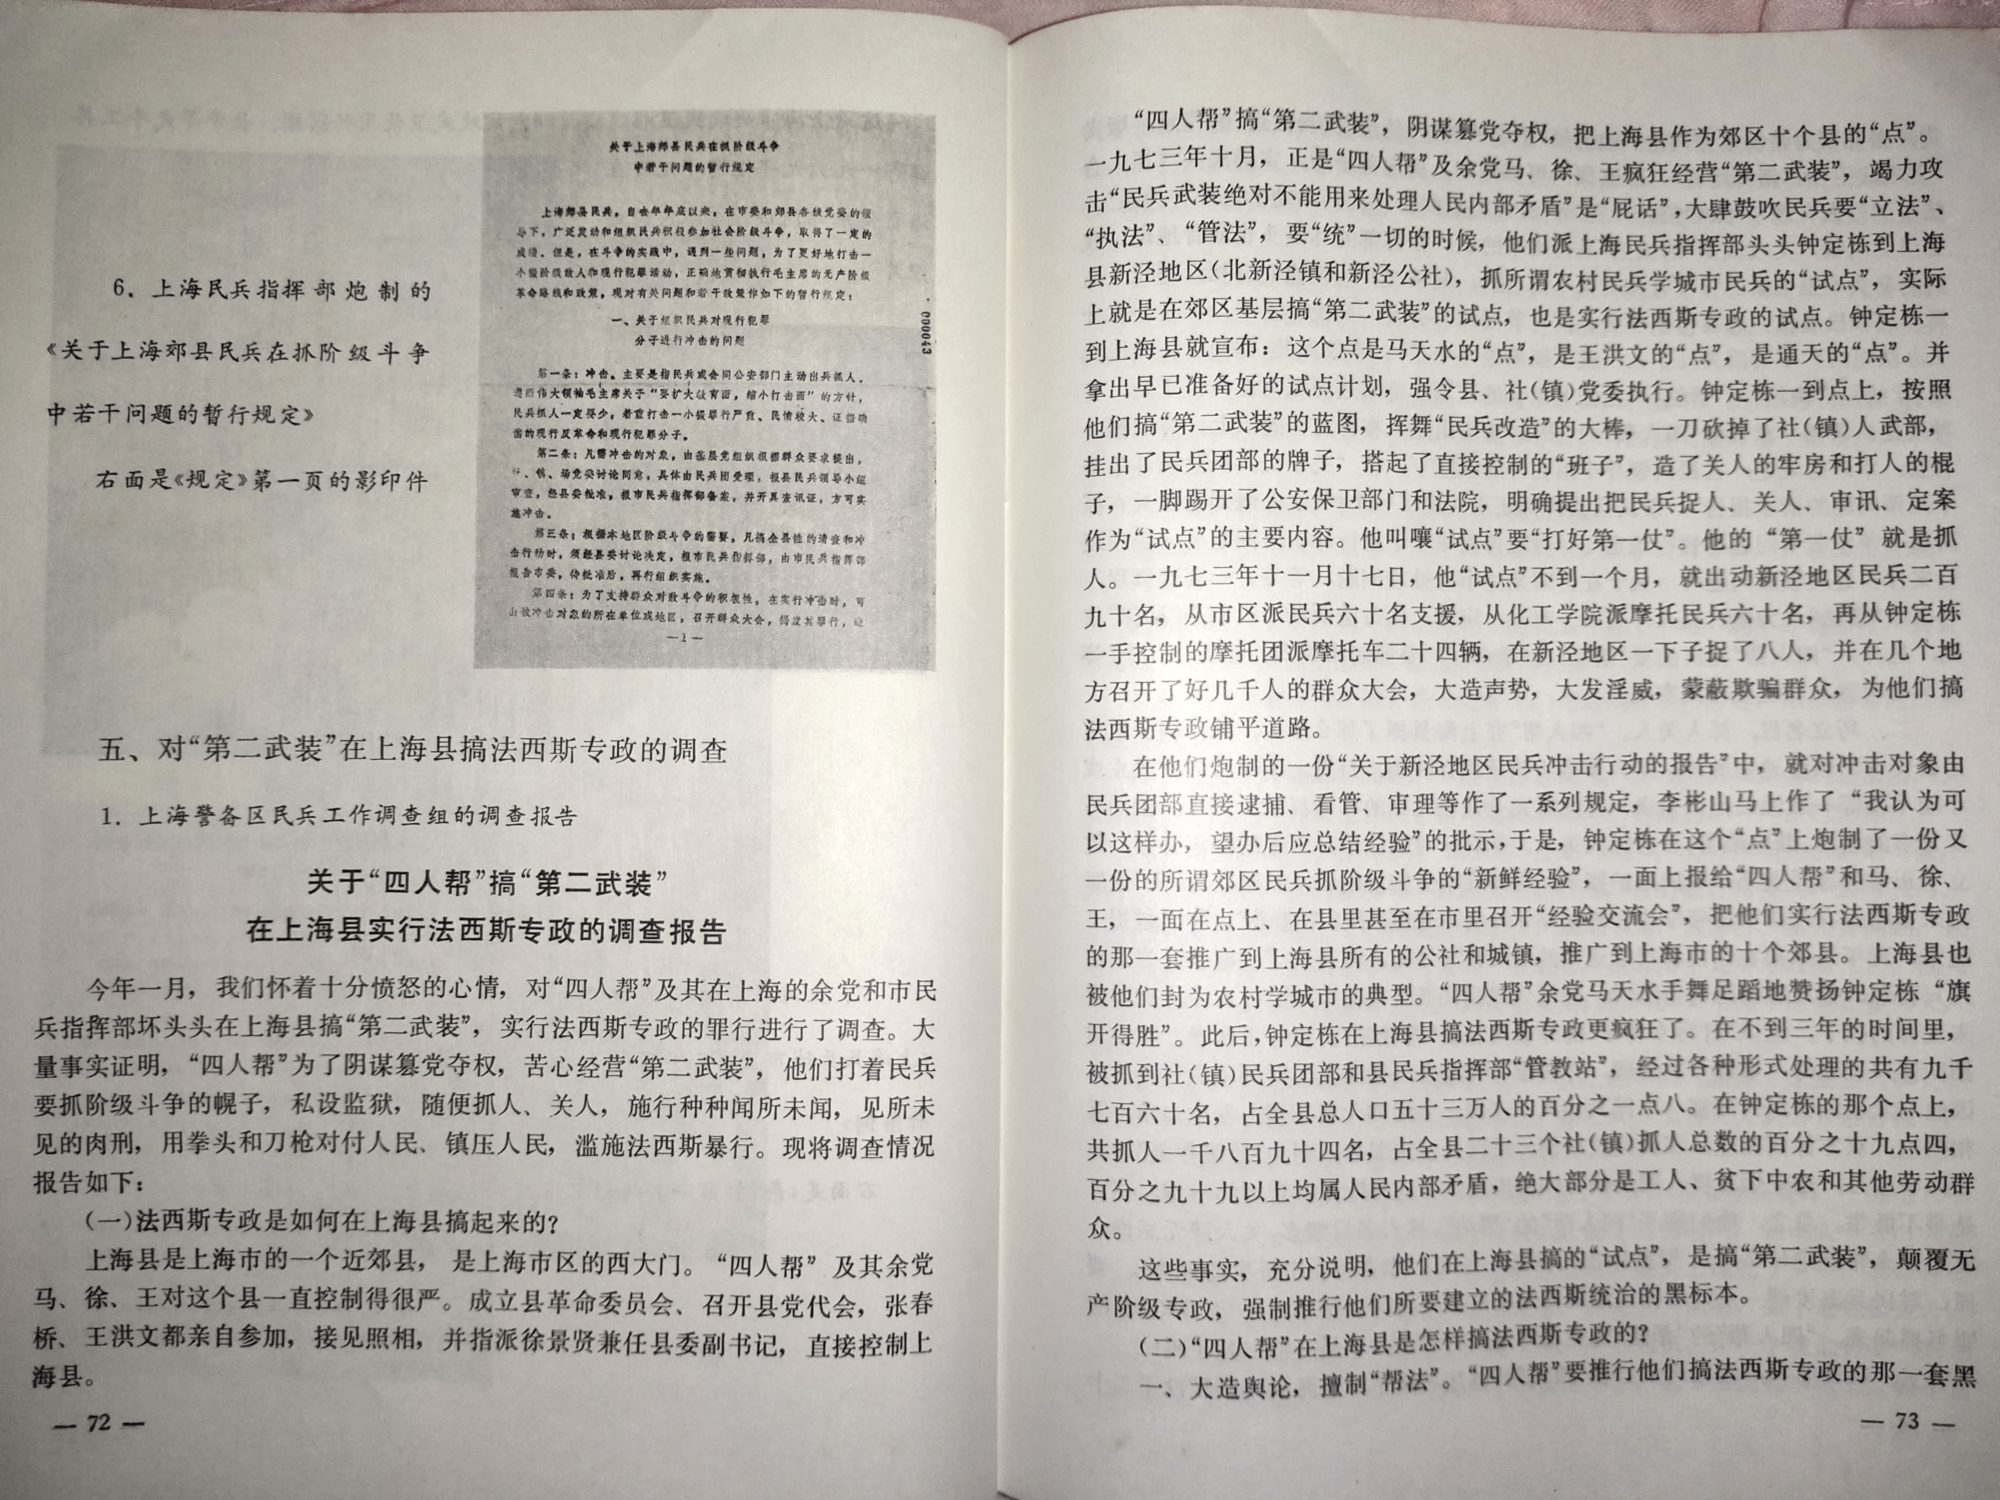 6．上海民兵指挥部炮制的
《关于上海郊县民兵在抓阶级斗争
中若干问题的暂行规定》
右面是《规定》第一页的影印件
关于上海郊县民兵在抓阶级斗争
中若干问题的暂行规定
上海郊县民兵，自去年年底以来，在市委和郊县各级党委的领
导下，广泛发动和组织民兵积极参加社会阶级斗争，取得了一定的
成绩。但是，在斗争的实践中，遇到一些问题，为了更好地打击一
小撮阶级敌人和现行犯罪活动，正确地贯彻执行毛主席的无产阶级
革命路线和政策，现对有关问题和若干政策作如下的暂行规定：
一、关于组织民兵对现行犯罪
分子进行冲击的问题
000043
第一条：冲击，主要是指民兵或会同公安部门主动出兵抓人。
遵照伟大领袖毛主席关于“要扩大教育面，缩小打击面”的方针，
民兵抓人一定要少，着重打击一小撮罪行严重、民愤较大、证据确
凿的现行反革命和现行犯罪分子。
第二条：凡需冲击的对象，由基层党组织根据群众要求提出，
镇、场党委讨论同意，具体由民兵团受理，报县民兵领导小组
审查，经县委批准，报市民兵指挥部备案，并开具查讯证，方可实
施冲击。
第三条：根据本地区阶级斗争的需要，凡搞全县性的清查和冲
击行动时，须经县委讨论决定，报市民兵指挥部，由市民兵指挥部
报告市委，待批准后，再行组织实施。
第四条：为了支持群众对敌斗争的积极性，在实行冲击时，可
由被冲击对象的所在单位或地区，召开群众大会，揭发其罪行，
— 1 —
五、对“第二武装”在上海县搞法西斯专政的调查
1．上海警备区民兵工作调查组的调查报告
关于“四人帮”搞“第二武装”
在上海县实行法西斯专政的调查报告
今年一月，我们怀着十分愤怒的心情，对“四人帮”及其在上海的余党和市民
兵指挥部坏头头在上海县搞“第二武装”，实行法西斯专政的罪行进行了调查。大
量事实证明，“四人帮”为了阴谋篡党夺权，苦心经营“第二武装”，他们打着民兵
要抓阶级斗争的幌子，私设监狱，随便抓人、关人，施行种种闻所未闻，见所未
见的肉刑，用拳头和刀枪对付人民、镇压人民，滥施法西斯暴行。现将调查情况
报告如下：
（一）法西斯专政是如何在上海县搞起来的？
上海县是上海市的一个近郊县，是上海市区的西大门。“四人帮”及其余党
马、徐、王对这个县一直控制得很严。成立县革命委员会、召开县党代会，张春
桥、王洪文都亲自参加，接见照相，并指派徐景贤兼任县委副书记，直接控制上
海县。
— 72 —
“四人帮”搞“第二武装”，阴谋篡党夺权，把上海县作为郊区十个县的“点”。
一九七三年十月，正是“四人帮”及余党马、徐、王疯狂经营“第二武装”，竭力攻
击“民兵武装绝对不能用来处理人民内部矛盾”是“屁话”，大肆鼓吹民兵要“立法”、
“执法”、“管法”，要“统”一切的时候，他们派上海民兵指挥部头头钟定栋到上海
县新泾地区（北新泾镇和新泾公社），抓所谓农村民兵学城市民兵的“试点”，实际
上就是在郊区基层搞“第二武装”的试点，也是实行法西斯专政的试点。钟定栋一
到上海县就宣布：这个点是马天水的“点”，是王洪文的“点”，是通天的“点”。并
拿出早已准备好的试点计划，强令县、社（镇）党委执行。钟定栋一到点上，按照
他们搞“第二武装”的蓝图，挥舞“民兵改造”的大棒，一刀砍掉了社（镇）人武部，
挂出了民兵团部的牌子，搭起了直接控制的“班子”，造了关人的牢房和打人的棍
子，一脚踢开了公安保卫部门和法院，明确提出把民兵捉人、关人、审讯、定案
作为“试点”的主要内容。他叫嚷“试点”要“打好第一仗”。他的“第一仗”就是抓
人。一九七三年十一月十七日，他“试点”不到一个月，就出动新泾地区民兵二百
九十名，从市区派民兵六十名支援，从化工学院派摩托民兵六十名，再从钟定栋
一手控制的摩托团派摩托车二十四辆，在新泾地区一下子捉了八人，并在几个地
方召开了好几千人的群众大会，大造声势，大发淫威，蒙蔽欺骗群众，为他们搞
法西斯专政铺平道路。
在他们炮制的一份“关于新泾地区民兵冲击行动的报告”中，就对冲击对象由
民兵团部直接逮捕、看管、审理等作了一系列规定，李彬山马上作了“我认为可
以这样办，望办后应总结经验”的批示，于是，钟定栋在这个“点”上炮制了一份又
一份的所谓郊区民兵抓阶级斗争的“新鲜经验”，一面上报给“四人帮”和马、徐、
王，一面在点上、在县里甚至在市里召开“经验交流会”，把他们实行法西斯专政
的那一套推广到上海县所有的公社和城镇，推广到上海市的十个郊县。上海县也
被他们封为农村学城市的典型。“四人帮”余党马天水手舞足蹈地赞扬钟定栋“旗
开得胜”。此后，钟定栋在上海县搞法西斯专政更疯狂了。在不到三年的时间里，
被抓到社（镇）民兵团部和县民兵指挥部“管教站”，经过各种形式处理的共有九千
七百六十名，占全县总人口五十三万人的百分之一点八。在钟定栋的那个点上，
共抓人一千八百九十四名，占全县二十三个社（镇）抓人总数的百分之十九点四，
百分之九十九以上均属人民内部矛盾，绝大部分是工人、贫下中农和其他劳动群
众。
这些事实，充分说明，他们在上海县搞的“试点”，是搞“第二武装”，颠覆无
产阶级专政，强制推行他们所要建立的法西斯统治的黑标本。
（二）“四人帮”在上海县是怎样搞法西斯专政的？
一、大造舆论，擅制“帮法”。“四人帮”要推行他们搞法西斯专政的那一套黑
— 73 —